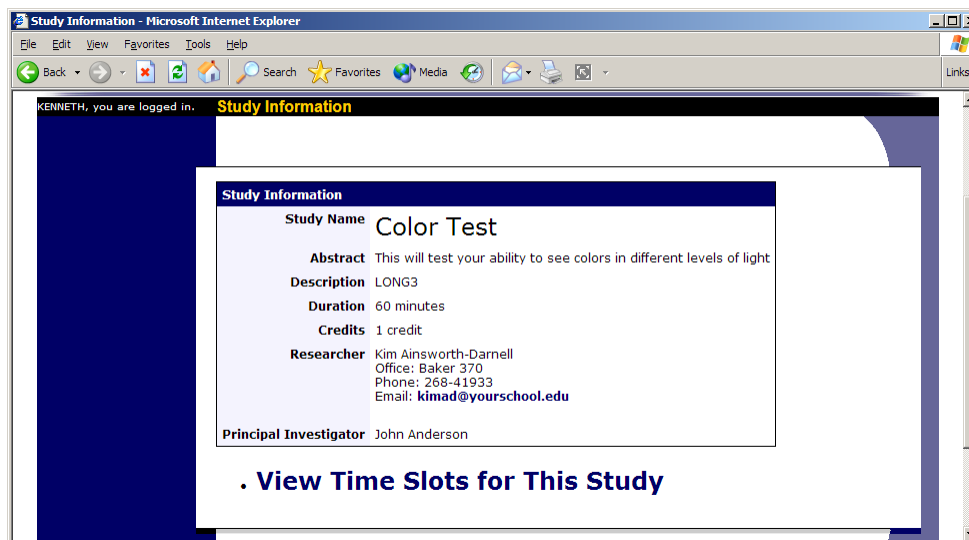 Study Information - Microsoft Internet Explorer
File Edit View Favorites Tools Help
Back Search Favorites Media Links
KENNETH, you are logged in. Study Information
Study Information
Study Name Color Test
Abstract This will test your ability to see colors in different levels of light
Description LONG3
Duration 60 minutes
Credits 1 credit
Researcher Kim Ainsworth-Darnell
Office: Baker 370
Phone: 268-41933
Email: kimad@yourschool.edu
Principal Investigator John Anderson
• View Time Slots for This Study